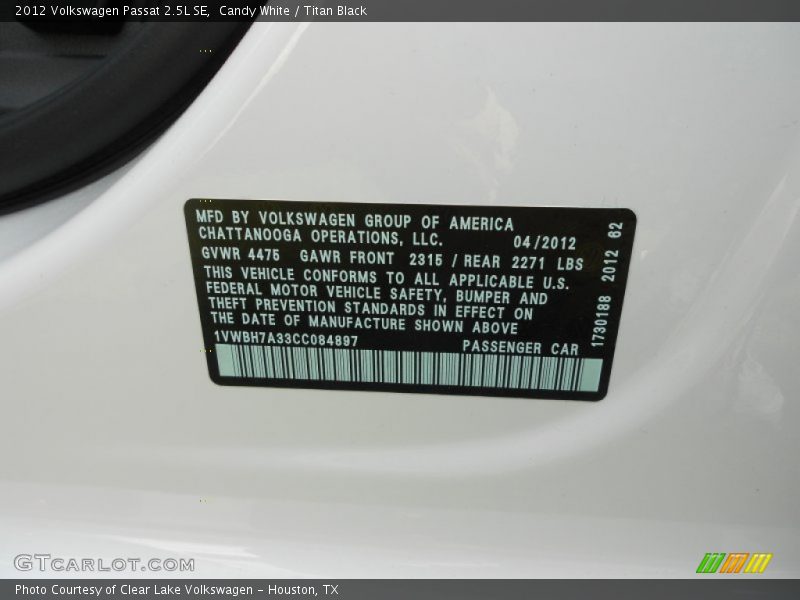 2012 Volkswagen Passat 2.5L SE,  Candy White / Titan Black
MFD BY VOLKSWAGEN GROUP OF AMERICA
CHATTANOOGA OPERATIONS, LLC. 04/2012
GVWR 4475 GAWR FRONT 2315 / REAR 2271 LBS
THIS VEHICLE CONFORMS TO ALL APPLICABLE U.S.
FEDERAL MOTOR VEHICLE SAFETY, BUMPER AND
THEFT PREVENTION STANDARDS IN EFFECT ON
THE DATE OF MANUFACTURE SHOWN ABOVE
1VWBH7A33CC084897 PASSENGER CAR
1730188 2012 62
GTCARLOT.COM
Photo Courtesy of Clear Lake Volkswagen - Houston, TX